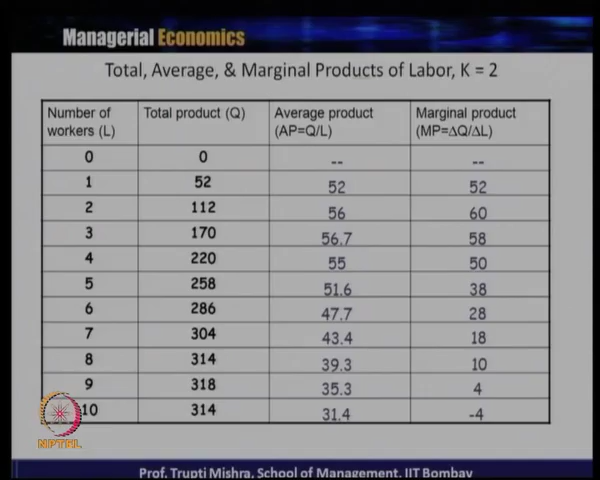 Managerial Economics
Total, Average, & Marginal Products of Labor, K = 2
Number of workers (L) Total product (Q) Average product (AP=Q/L) Marginal product (MP=∆Q/∆L)
0 0 -- --
1 52 52 52
2 112 56 60
3 170 56.7 58
4 220 55 50
5 258 51.6 38
6 286 47.7 28
7 304 43.4 18
8 314 39.3 10
9 318 35.3 4
10 314 31.4 -4
NPTEL
Prof. Trupti Mishra, School of Management, IIT Bombay